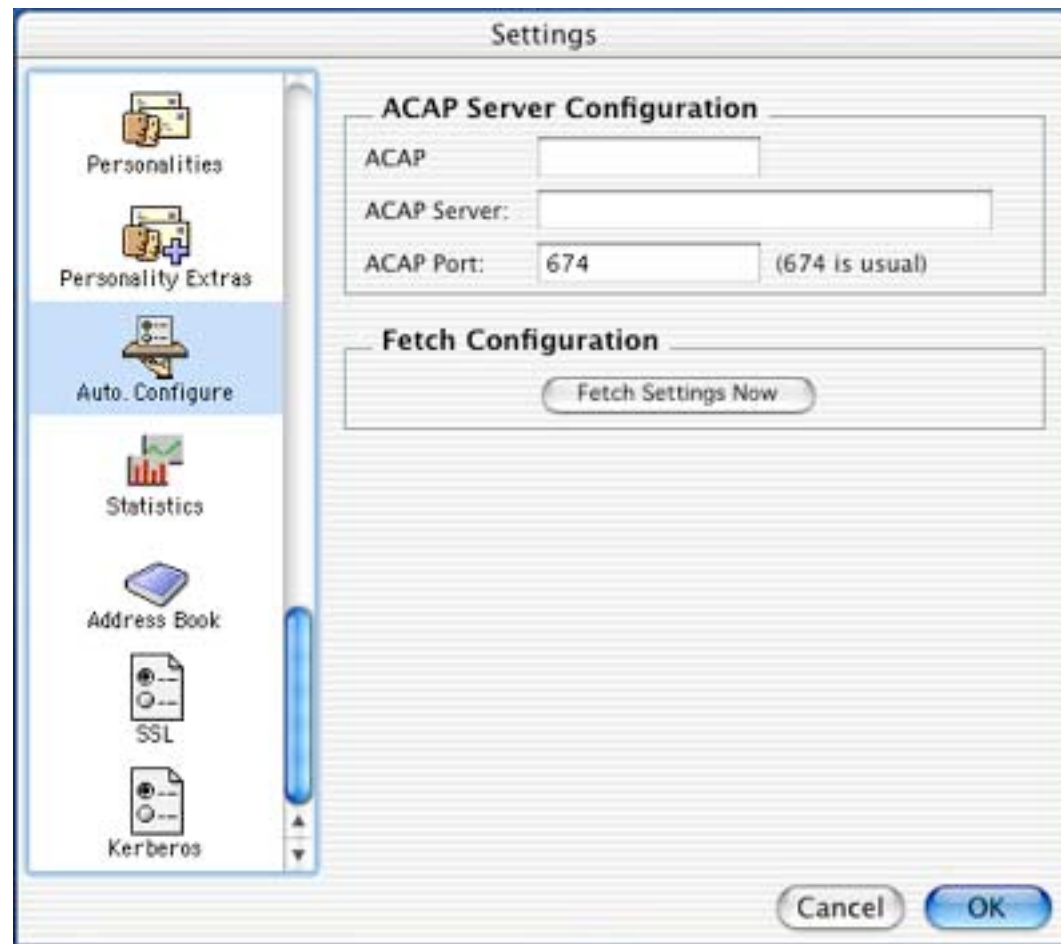 Settings
Personalities
Personality Extras
Auto. Configure
Statistics
Address Book
SSL
Kerberos
ACAP Server Configuration
ACAP
ACAP Server:
ACAP Port: 674 (674 is usual)
Fetch Configuration
Fetch Settings Now
Cancel OK